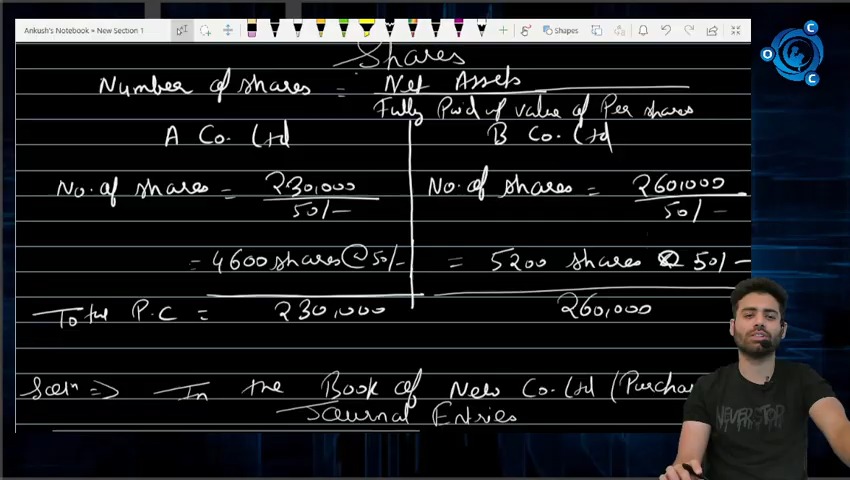 Ankush's Notebook » New Section 1
Shapes
O C C
Shares
Number of shares = Net Assets
Fully Paid up value of Per shares
A Co. Ltd
B Co. Ltd
No. of shares = 230,000
50/-
No. of shares = 260,000
50/-
= 4600 shares @ 50/-
= 5200 shares @ 50/-
Total P.C = 230,000
260,000
Soln => In the Book of New Co. Ltd (Purchas
Journal Entries
NEVER STOP